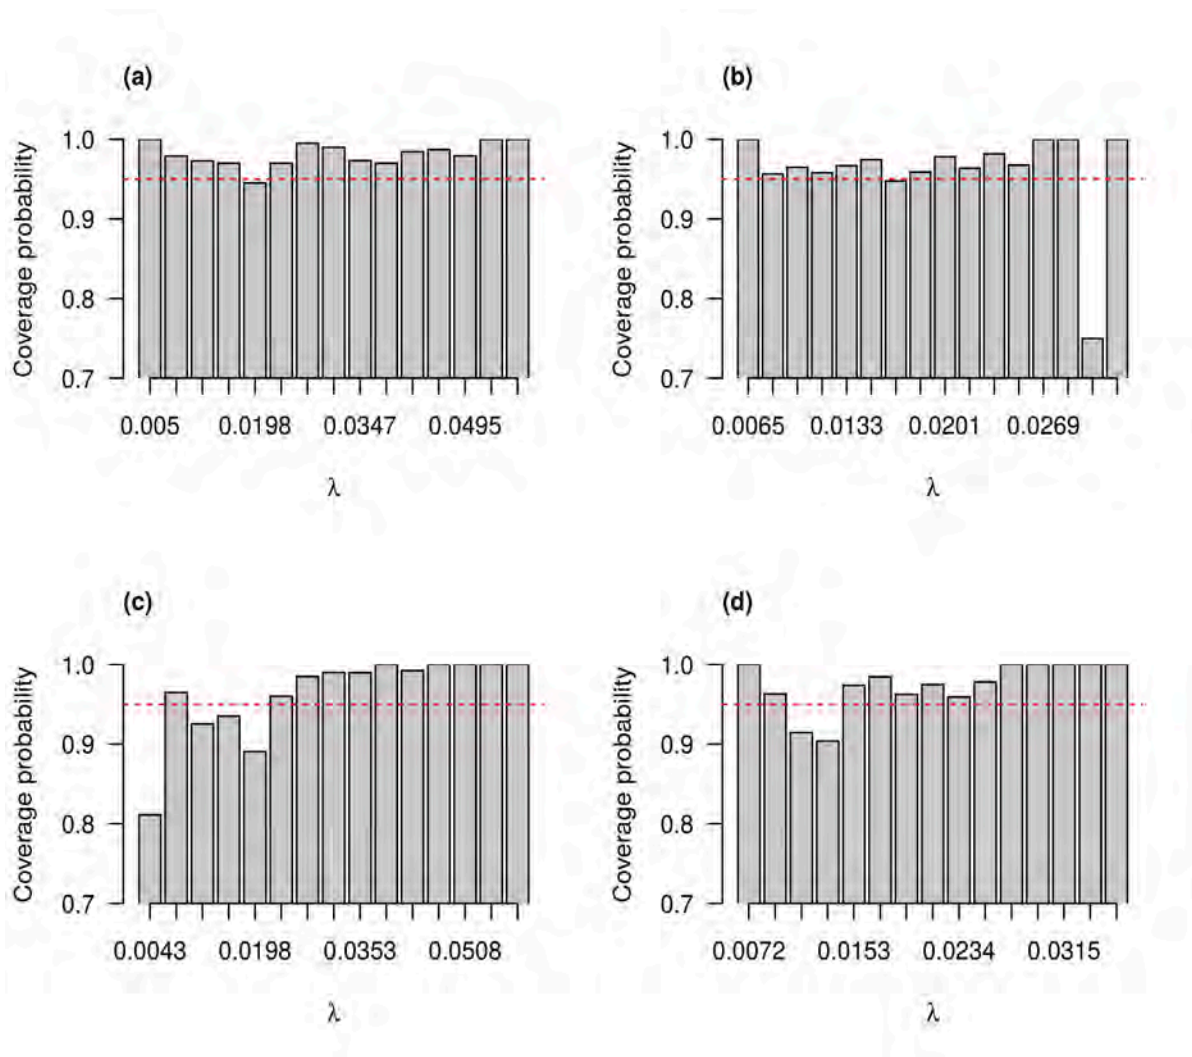 (a)
1.0
0.9
0.8
0.7
Coverage probability
0.005 0.0198 0.0347 0.0495
λ
(b)
1.0
0.9
0.8
0.7
Coverage probability
0.0065 0.0133 0.0201 0.0269
λ
(c)
1.0
0.9
0.8
0.7
Coverage probability
0.0043 0.0198 0.0353 0.0508
λ
(d)
1.0
0.9
0.8
0.7
Coverage probability
0.0072 0.0153 0.0234 0.0315
λ